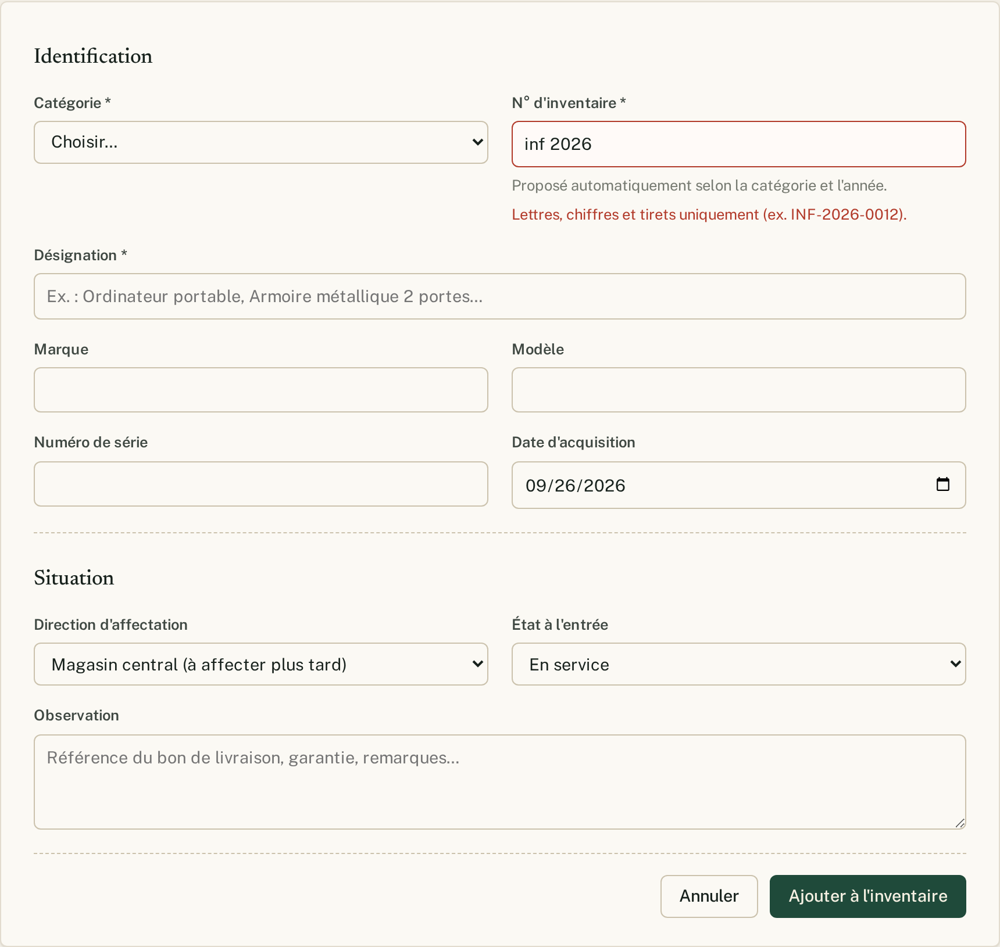 Identification
Catégorie *
N° d'inventaire *
Choisir...
inf 2026
Proposé automatiquement selon la catégorie et l'année.
Lettres, chiffres et tirets uniquement (ex. INF-2026-0012).
Désignation *
Ex. : Ordinateur portable, Armoire métallique 2 portes...
Marque
Modèle
Numéro de série
Date d'acquisition
09/26/2026
Situation
Direction d'affectation
État à l'entrée
Magasin central (à affecter plus tard)
En service
Observation
Référence du bon de livraison, garantie, remarques...
Annuler
Ajouter à l'inventaire